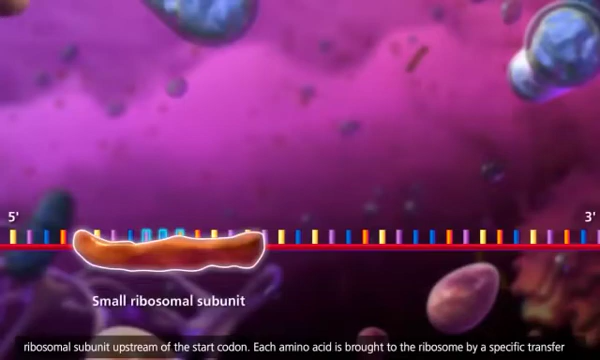 5'
3'
Small ribosomal subunit
ribosomal subunit upstream of the start codon. Each amino acid is brought to the ribosome by a specific transfer